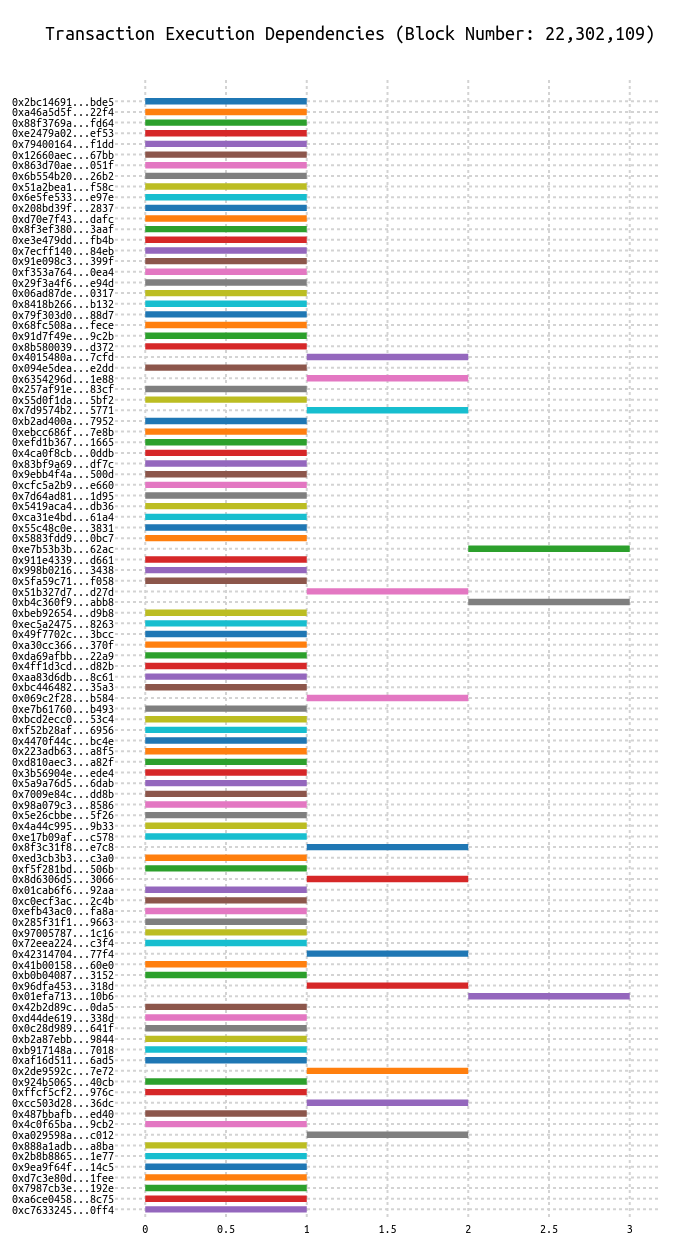 Transaction Execution Dependencies (Block Number: 22,302,109)
0x2bc14691...bde5
0xa46a5d5f...22f4
0x88f3769a...fd64
0xe2479a02...ef53
0x79400164...f1dd
0x12660aec...67bb
0x863d70ae...051f
0x6b554b20...26b2
0x51a2bea1...f58c
0x6e5fe533...e97e
0x208bd39f...2837
0xd70e7f43...dafc
0x8f3ef380...3aaf
0xe3e479dd...fb4b
0x7ecff140...84eb
0x91e098c3...399f
0xf353a764...0ea4
0x29f3a4f6...e94d
0x06ad87de...0317
0x8418b266...b132
0x79f303d0...88d7
0x68fc508a...fece
0x91d7f49e...9c2b
0x8b580039...d372
0x4015480a...7cfd
0x094e5dea...e2dd
0x6354296d...1e88
0x257af91e...83cf
0x55d0f1da...5bf2
0x7d9574b2...5771
0xb2ad400a...7952
0xebcc686f...7e8b
0xefd1b367...1665
0x4ca0f8cb...0ddb
0x83bf9a69...df7c
0x9ebb4f4a...500d
0xcfc5a2b9...e660
0x7d64ad81...1d95
0x5419aca4...db36
0xca31e4bd...61a4
0x55c48c0e...3831
0x5883fdd9...0bc7
0xe7b53b3b...62ac
0x911e4339...d661
0x998b0216...3438
0x5fa59c71...f058
0x51b327d7...d27d
0xb4c360f9...abb8
0xbeb92654...d9b8
0xec5a2475...8263
0x49f7702c...3bcc
0xa30cc366...370f
0xda69afbb...22a9
0x4ff1d3cd...d82b
0xaa83d6db...8c61
0xbc446482...35a3
0x069c2f28...b584
0xe7b61760...b493
0xbcd2ecc0...53c4
0xf52b28af...6956
0x4470f44c...bc4e
0x223adb63...a8f5
0xd810aec3...a82f
0x3b56904e...ede4
0x5a9a76d5...6dab
0x7009e84c...dd8b
0x98a079c3...8586
0x5e26cbbe...5f26
0x4a44c995...9b33
0xe17b09af...c578
0x8f3c31f8...e7c8
0xed3cb3b3...c3a0
0xf5f281bd...506b
0x8d6306d5...3066
0x01cab6f6...92aa
0xc0ecf3ac...2c4b
0xefb43ac0...fa8a
0x285f31f1...9663
0x97005787...1c16
0x72eea224...c3f4
0x42314704...77f4
0x41b00158...60e0
0xb0b04087...3152
0x96dfa453...318d
0x01efa713...10b6
0x42b2d89c...0da5
0xd44de619...338d
0x0c28d989...641f
0xb2a87ebb...9844
0xb917148a...7018
0xaf16d511...6ad5
0x2de9592c...7e72
0x924b5065...40cb
0xffcf5cf2...976c
0xcc503d28...36dc
0x487bbafb...ed40
0x4c0f65ba...9cb2
0xa029598a...c012
0x888a1adb...a8ba
0x2b8b8865...1e77
0x9ea9f64f...14c5
0xd7c3e80d...1fee
0x7987cb3e...192e
0xa6ce0458...8c75
0xc7633245...0ff4
0 0.5 1 1.5 2 2.5 3